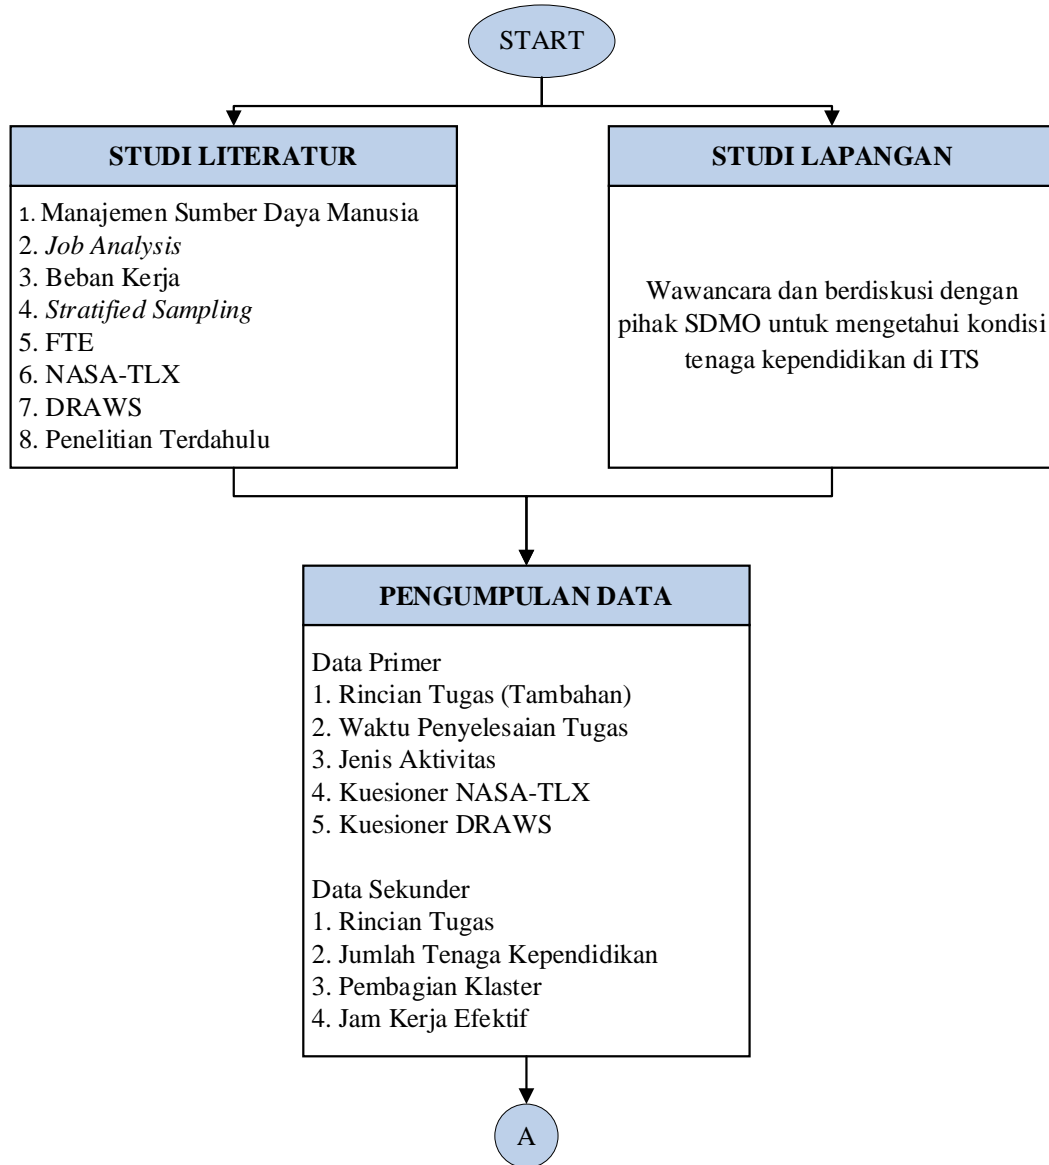 START
STUDI LITERATUR
1. Manajemen Sumber Daya Manusia
2. Job Analysis
3. Beban Kerja
4. Stratified Sampling
5. FTE
6. NASA-TLX
7. DRAWS
8. Penelitian Terdahulu
STUDI LAPANGAN
Wawancara dan berdiskusi dengan
pihak SDMO untuk mengetahui kondisi
tenaga kependidikan di ITS
PENGUMPULAN DATA
Data Primer
1. Rincian Tugas (Tambahan)
2. Waktu Penyelesaian Tugas
3. Jenis Aktivitas
4. Kuesioner NASA-TLX
5. Kuesioner DRAWS
Data Sekunder
1. Rincian Tugas
2. Jumlah Tenaga Kependidikan
3. Pembagian Klaster
4. Jam Kerja Efektif
A